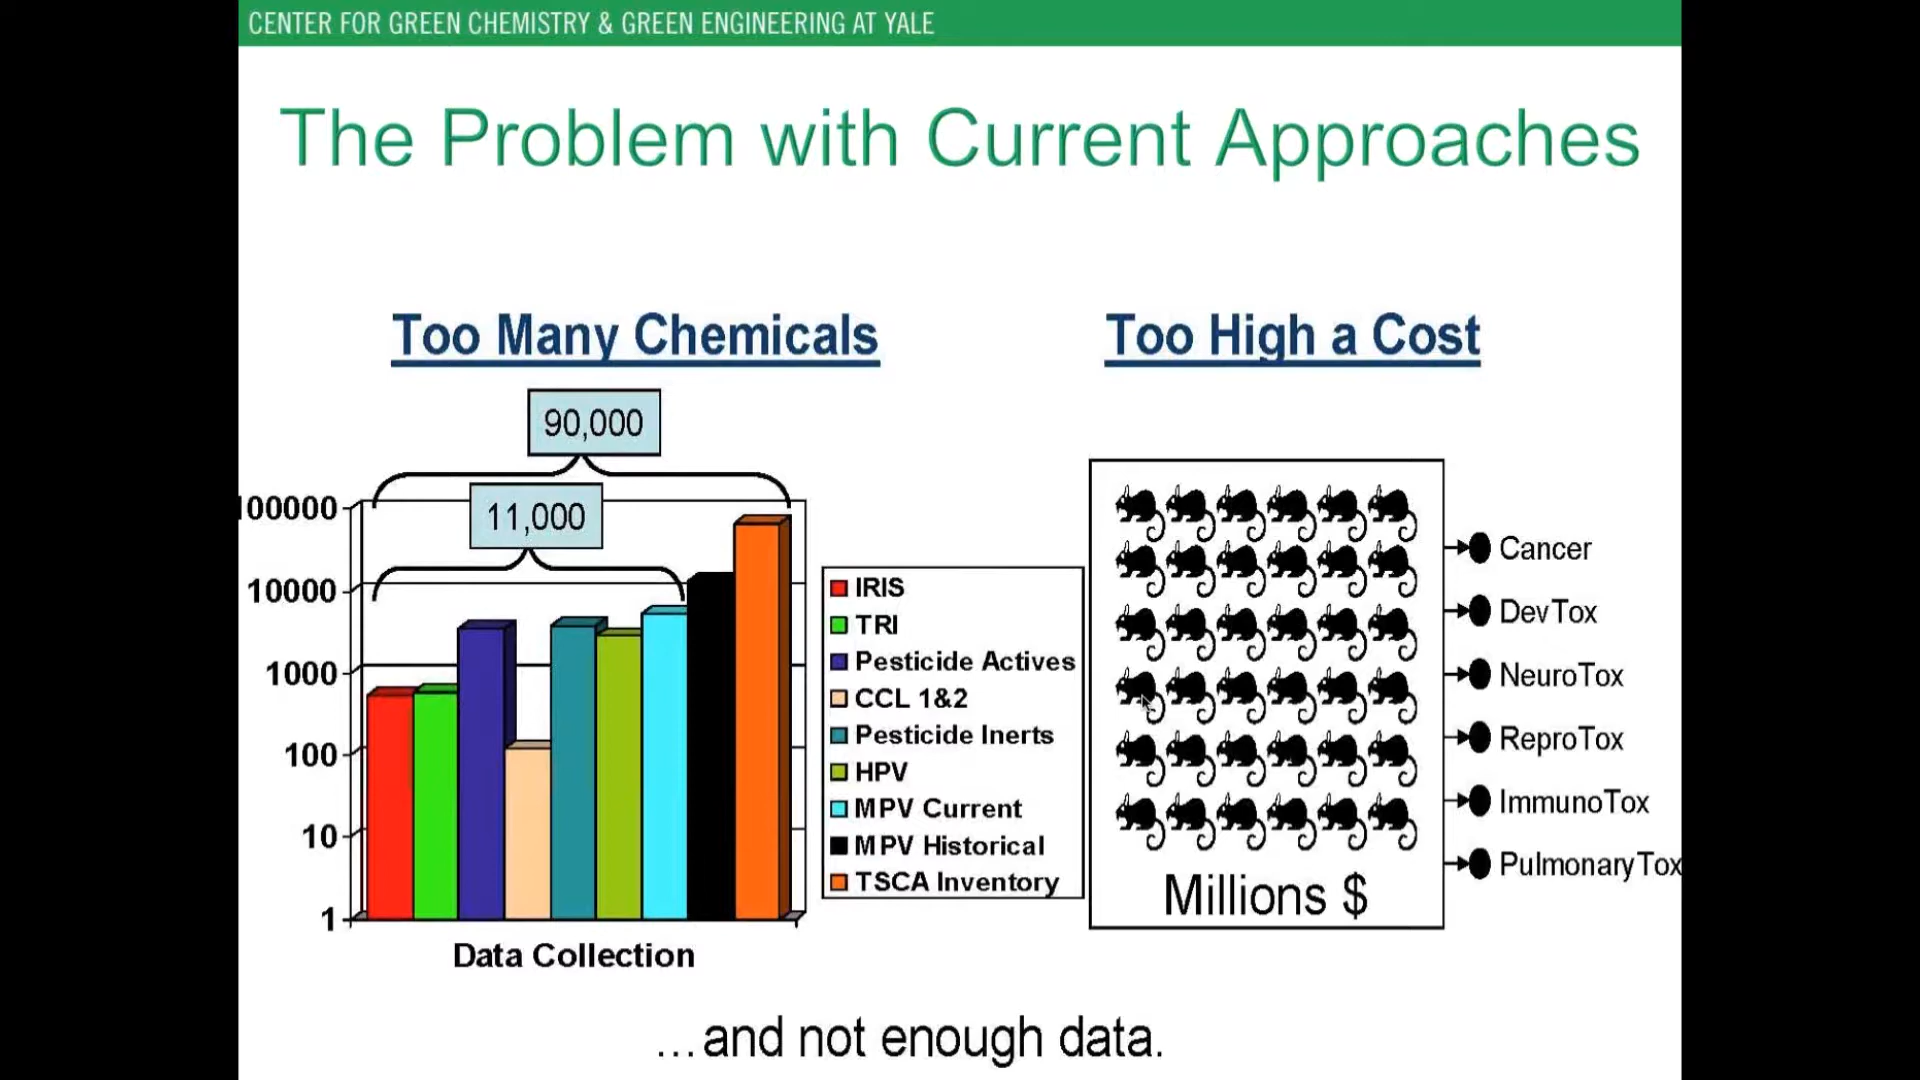 CENTER FOR GREEN CHEMISTRY & GREEN ENGINEERING AT YALE
The Problem with Current Approaches
Too Many Chemicals
90,000
11,000
100000
10000
1000
100
10
1
Data Collection
IRIS
TRI
Pesticide Actives
CCL 1&2
Pesticide Inerts
HPV
MPV Current
MPV Historical
TSCA Inventory
Too High a Cost
Millions $
Cancer
DevTox
NeuroTox
ReproTox
ImmunoTox
PulmonaryTox
...and not enough data.